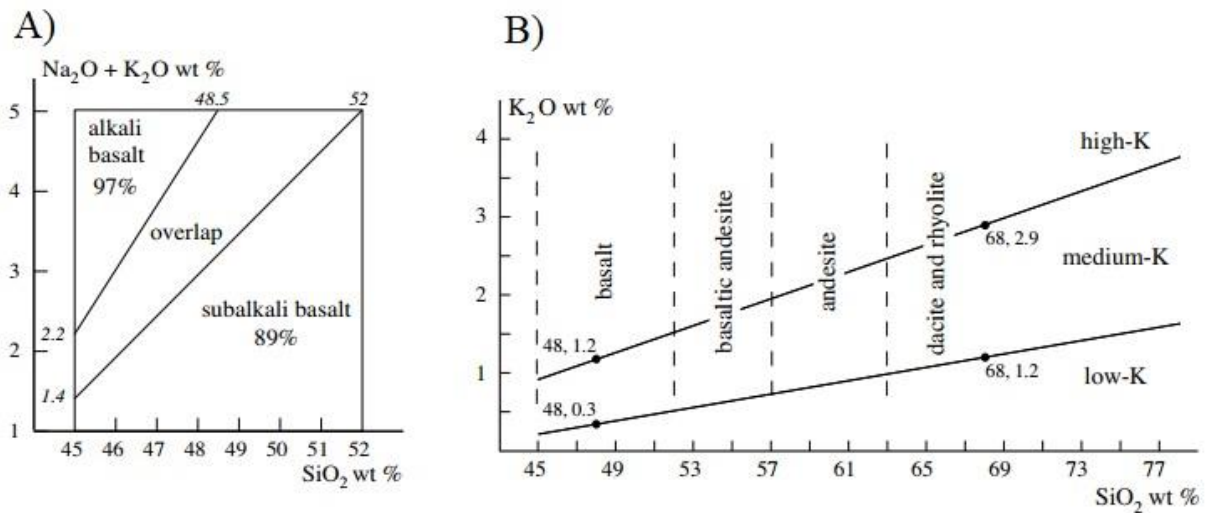 A)
Na₂O + K₂O wt %
48.5
52
5
alkali
basalt
97%
4
overlap
3
subalkali basalt
89%
2.2
2
1.4
1
45 46 47 48 49 50 51 52
SiO₂ wt %
B)
K₂O wt %
4
high-K
3
68, 2.9
medium-K
basalt
basaltic andesite
andesite
dacite and rhyolite
2
48, 1.2
1
68, 1.2
low-K
48, 0.3
45 49 53 57 61 65 69 73 77
SiO₂ wt %